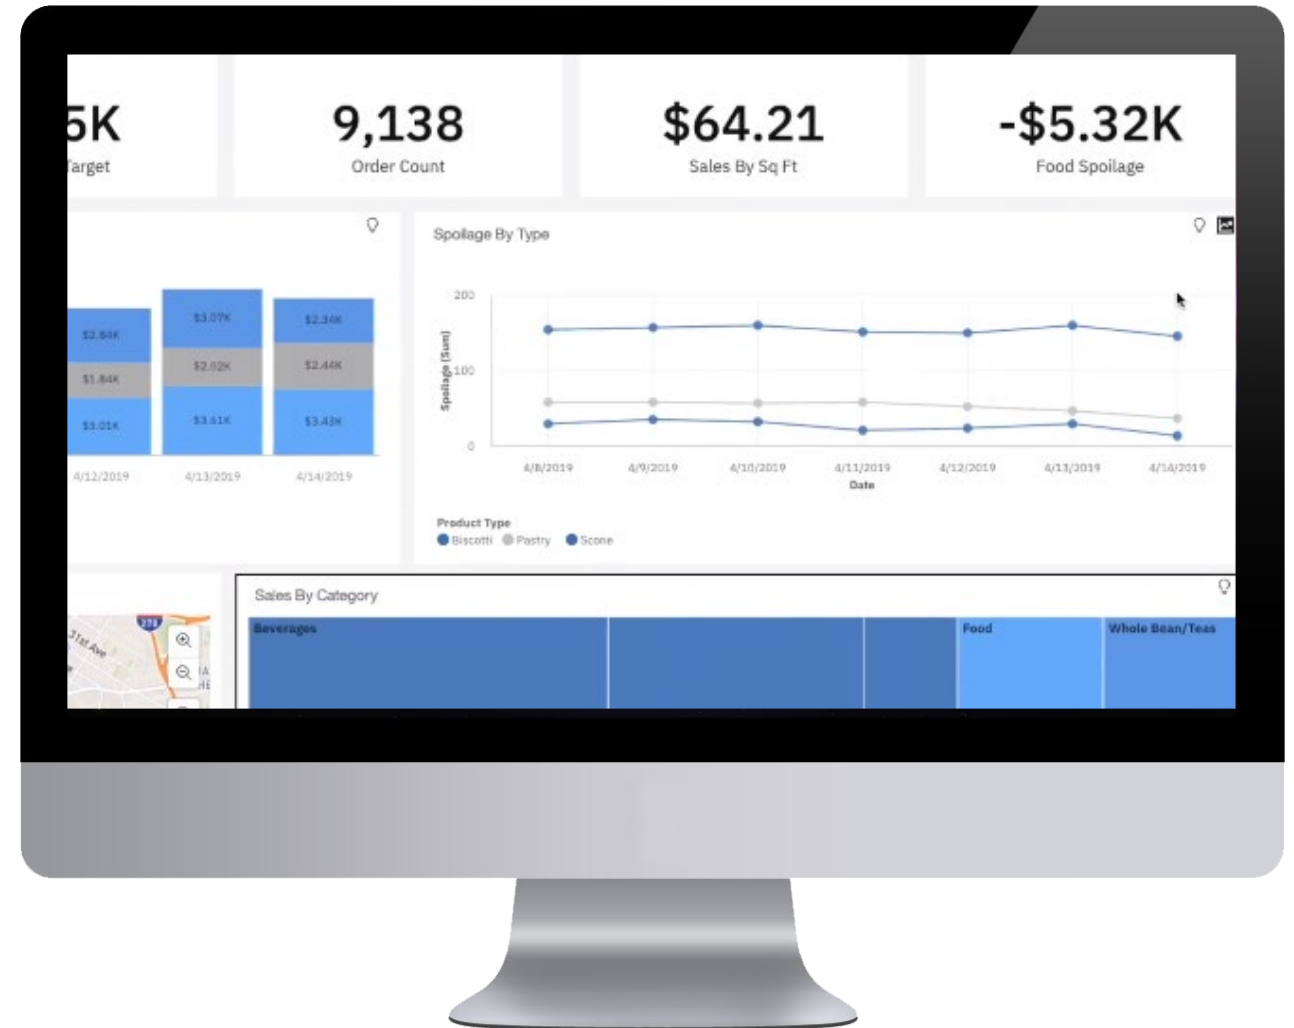 5K
Target
9,138
Order Count
$64.21
Sales By Sq Ft
-$5.32K
Food Spoilage
$2.84K
$1.84K
$3.01K
$3.07K
$2.02K
$3.61K
$2.34K
$2.44K
$3.43K
4/12/2019
4/13/2019
4/14/2019
Spoilage By Type
Spoilage (Sum)
200
100
0
4/8/2019
4/9/2019
4/10/2019
4/11/2019
4/12/2019
4/13/2019
4/14/2019
Date
Product Type
Biscotti Pastry Scone
31st Ave
278
Sales By Category
Beverages
Food
Whole Bean/Teas